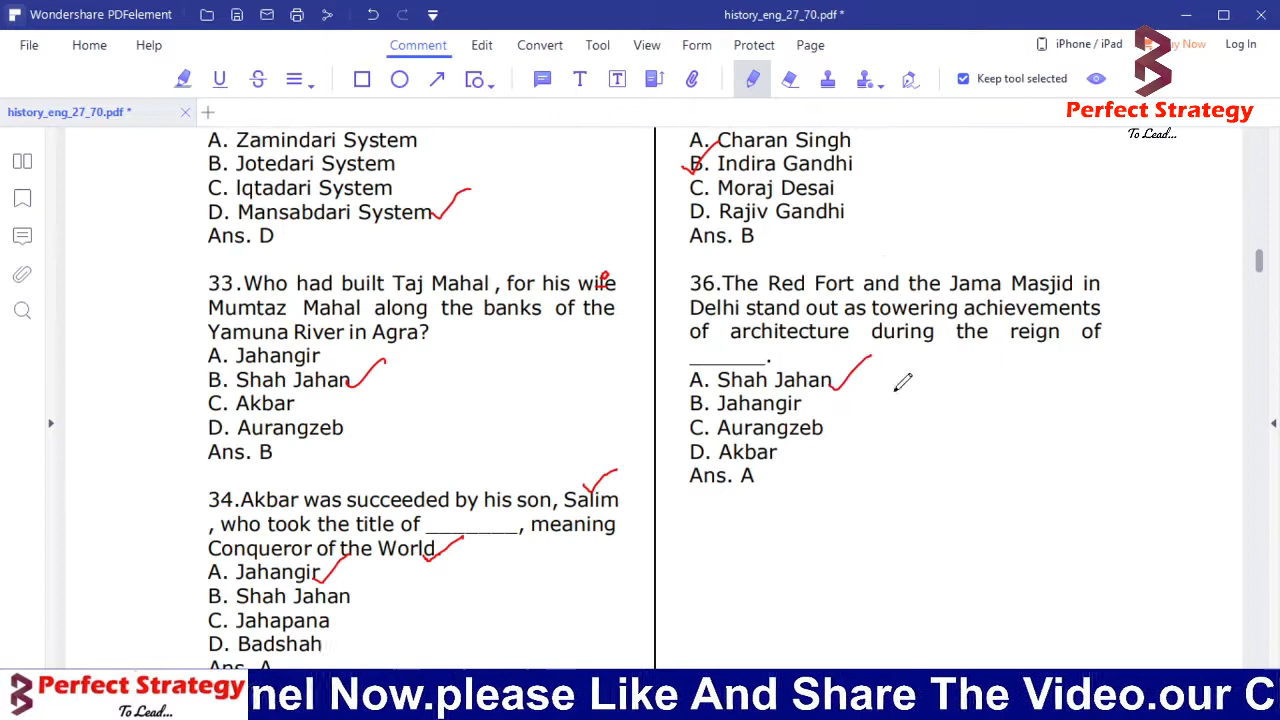 Wondershare PDFelement
history_eng_27_70.pdf *
File Home Help Comment Edit Convert Tool View Form Protect Page iPhone / iPad Buy Now Log In
Keep tool selected
history_eng_27_70.pdf *
Perfect Strategy
To Lead...
A. Zamindari System
B. Jotedari System
C. Iqtadari System
D. Mansabdari System
Ans. D
33.Who had built Taj Mahal , for his wife
Mumtaz Mahal along the banks of the
Yamuna River in Agra?
A. Jahangir
B. Shah Jahan
C. Akbar
D. Aurangzeb
Ans. B
34.Akbar was succeeded by his son, Salim
, who took the title of _______, meaning
Conqueror of the World
A. Jahangir
B. Shah Jahan
C. Jahapana
D. Badshah
Ans. A
A. Charan Singh
B. Indira Gandhi
C. Moraj Desai
D. Rajiv Gandhi
Ans. B
36.The Red Fort and the Jama Masjid in
Delhi stand out as towering achievements
of architecture during the reign of
______.
A. Shah Jahan
B. Jahangir
C. Aurangzeb
D. Akbar
Ans. A
Perfect Strategy
To Lead...
nel Now.please Like And Share The Video.our C